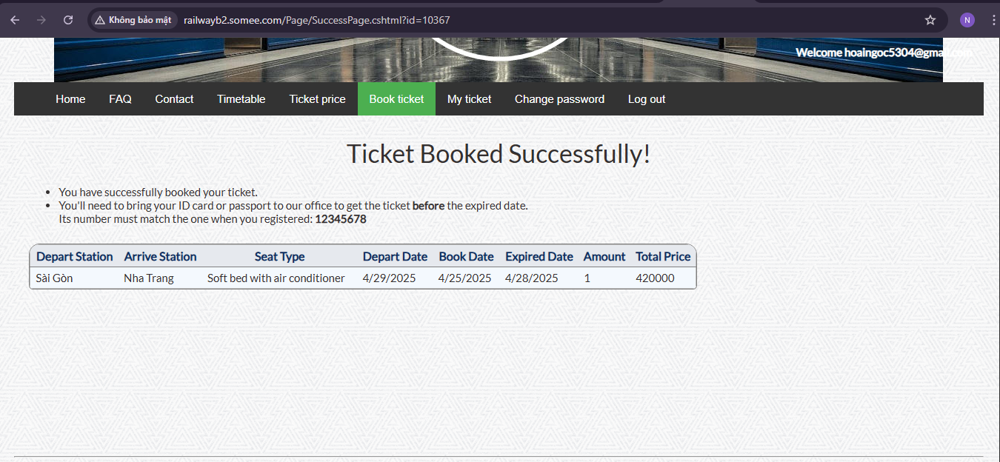 Không bảo mật railwayb2.somee.com/Page/SuccessPage.cshtml?id=10367
N
Welcome hoaingoc5304@gmail.com
Home FAQ Contact Timetable Ticket price Book ticket My ticket Change password Log out
Ticket Booked Successfully!
• You have successfully booked your ticket.
• You'll need to bring your ID card or passport to our office to get the ticket before the expired date.
Its number must match the one when you registered: 12345678
Depart Station Arrive Station Seat Type Depart Date Book Date Expired Date Amount Total Price
Sài Gòn Nha Trang Soft bed with air conditioner 4/29/2025 4/25/2025 4/28/2025 1 420000